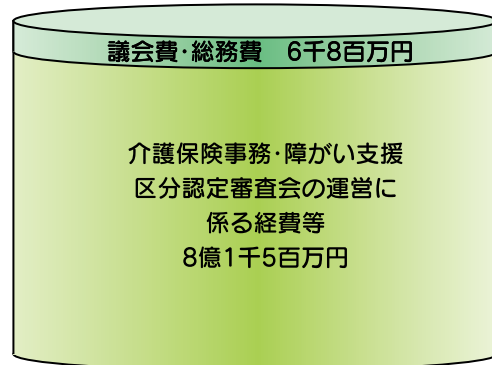 議会費･総務費　6千8百万円
介護保険事務･障がい支援
区分認定審査会の運営に
係る経費等
8億1千5百万円